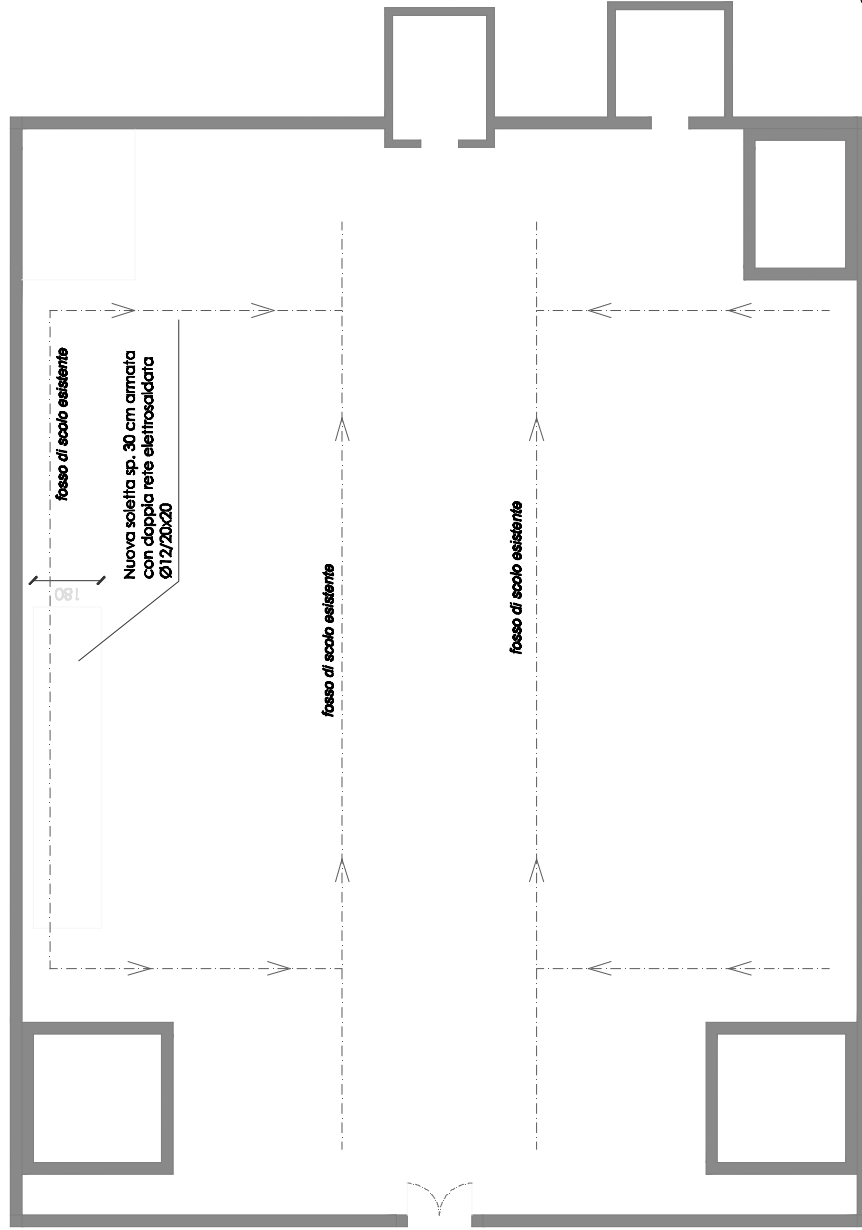 fosso di scolo esistente
Nuova soletta sp. 30 cm armata
con doppia rete elettrosaldata
Ø12/20x20
180
fosso di scolo esistente
fosso di scolo esistente